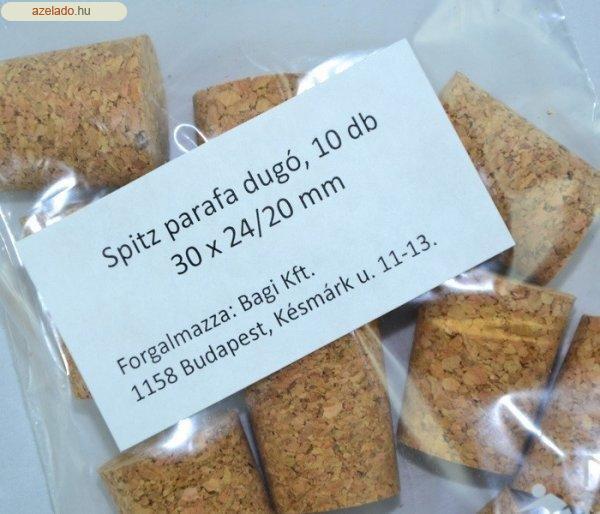 azelado.hu
Spitz parafa dugó, 10 db
30 x 24/20 mm
Forgalmazza: Bagi Kft.
1158 Budapest, Késmárk u. 11-13.